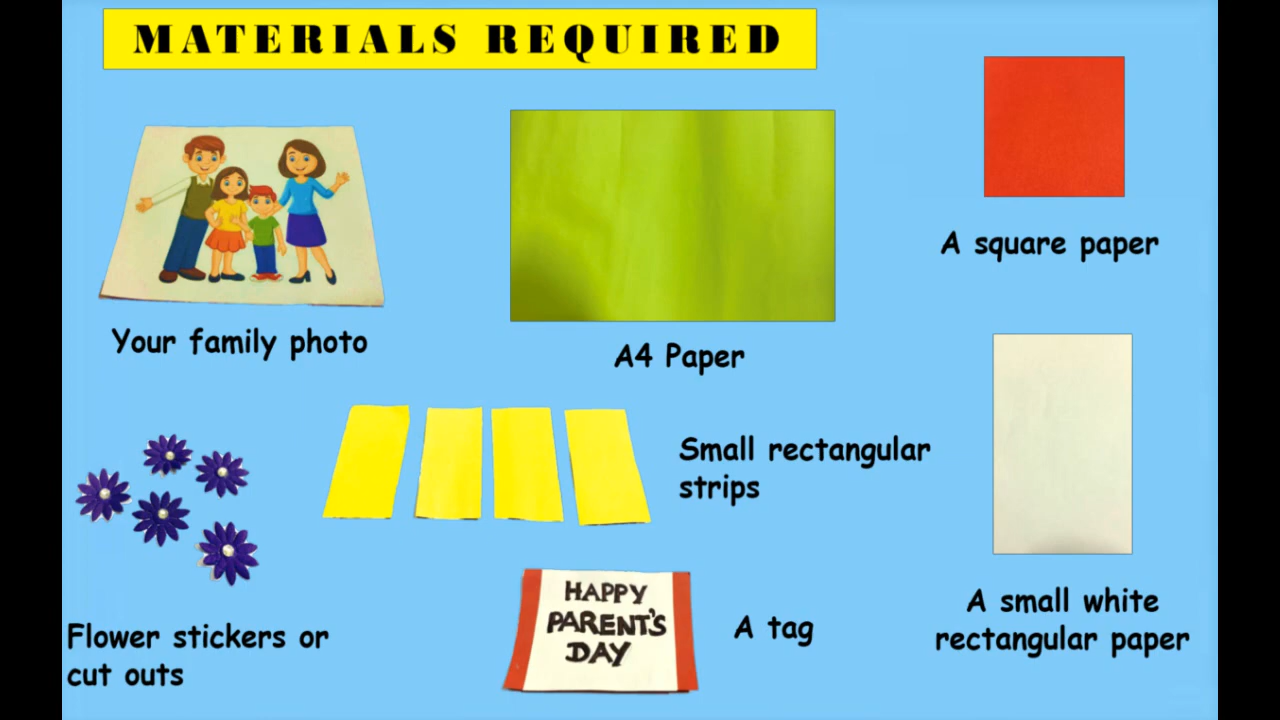 MATERIALS REQUIRED
Your family photo
A4 Paper
A square paper
Small rectangular
strips
Flower stickers or
cut outs
HAPPY
PARENT'S
DAY
A tag
A small white
rectangular paper